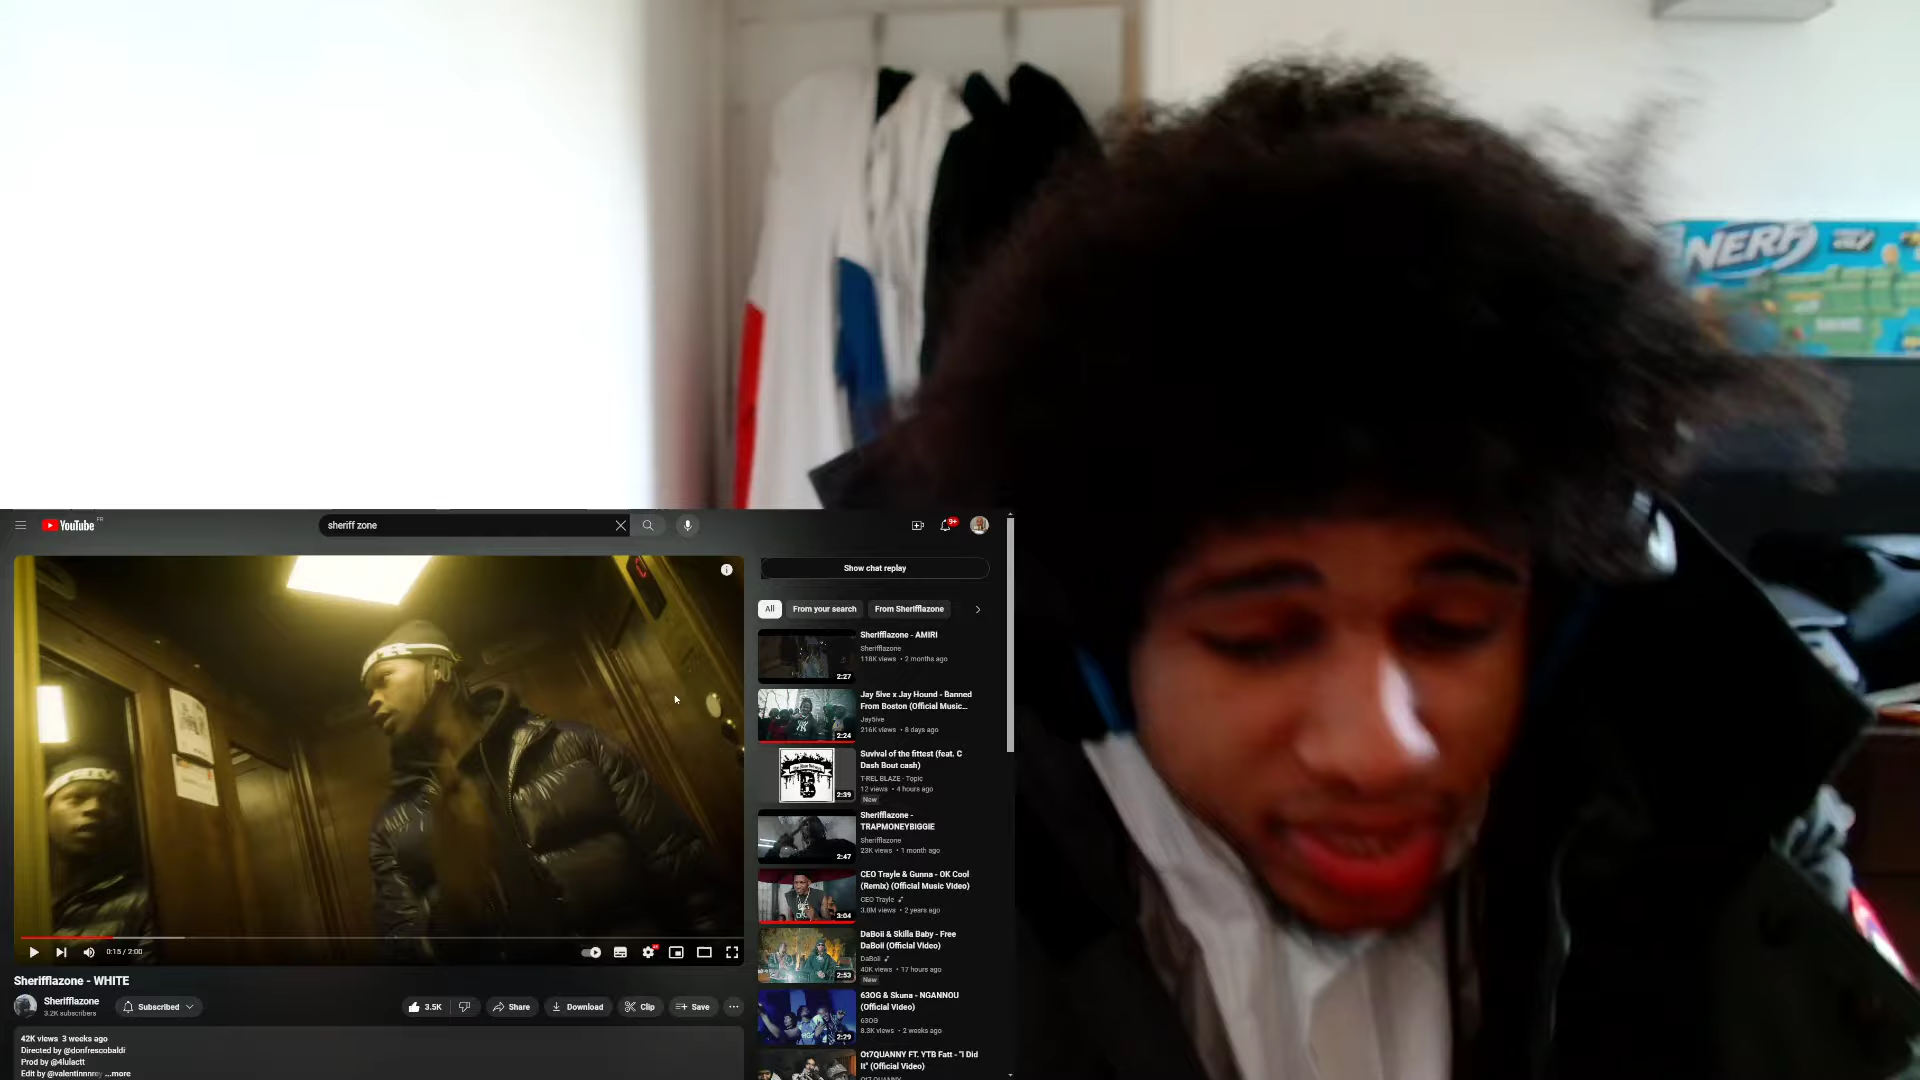 NERF
YouTube FR
sheriff zone
9+
Show chat replay
All
From your search
From Sherifflazone
Sherifflazone - AMIRI
Sherifflazone
118K views • 2 months ago
2:27
Jay 5ive x Jay Hound - Banned
From Boston (Official Music...
Jay5ive
216K views • 8 days ago
2:24
Suvival of the fittest (feat. C
Dash Bout cash)
T-REL BLAZE - Topic
12 views • 4 hours ago
New
2:39
Sherifflazone -
TRAPMONEYBIGGIE
Sherifflazone
23K views • 1 month ago
2:47
CEO Trayle & Gunna - OK Cool
(Remix) (Official Music Video)
CEO Trayle
3.8M views • 2 years ago
3:04
DaBoii & Skilla Baby - Free
DaBoii (Official Video)
DaBoii
40K views • 17 hours ago
New
2:53
63OG & Skuna - NGANNOU
(Official Video)
63OG
8.3K views • 2 weeks ago
2:29
Ot7QUANNY FT. YTB Fatt - "I Did
It" (Official Video)
0:15 / 2:00
Sherifflazone - WHITE
Sherifflazone
3.2K subscribers
Subscribed
3.5K
Share
Download
Clip
Save
42K views 3 weeks ago
Directed by @donfrescobaldi
Prod by @4lulactt
Edit by @valentinnnrey ...more